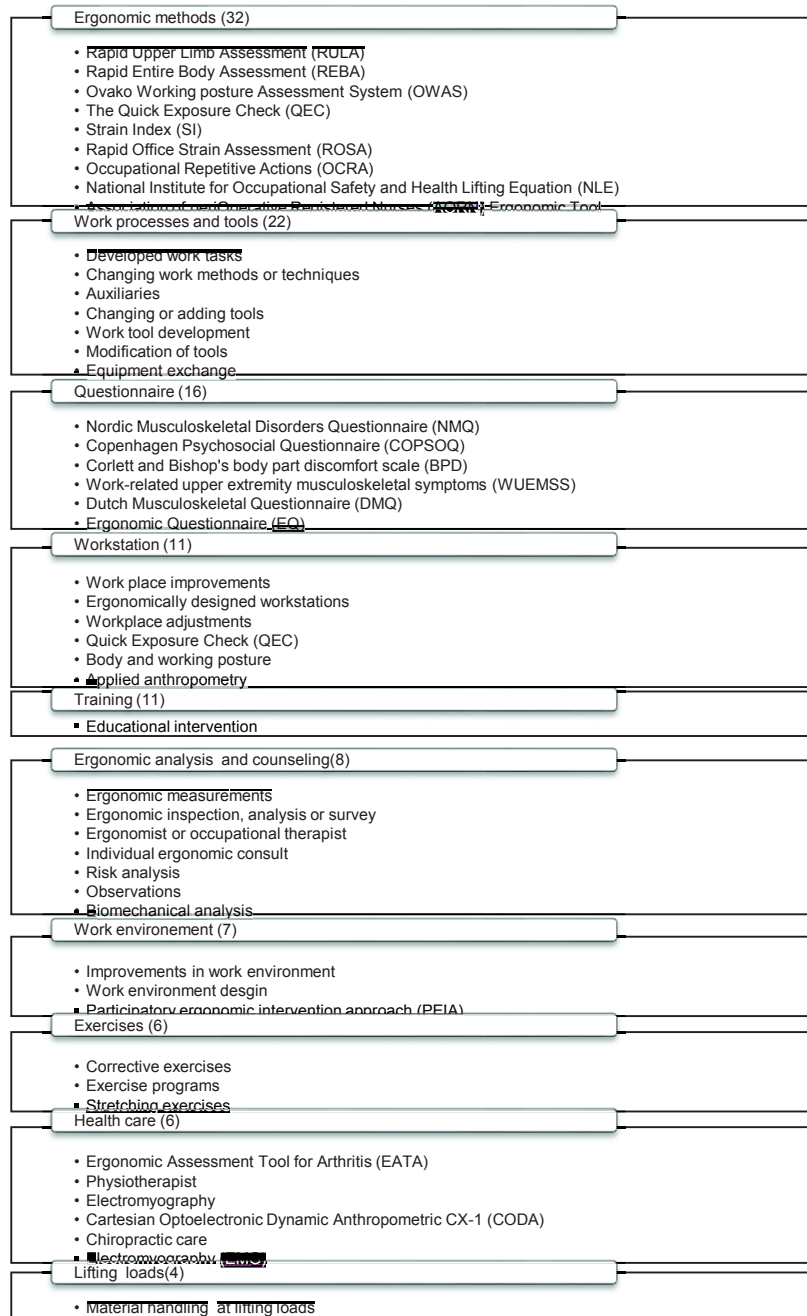 Ergonomic methods (32)
• Rapid Upper Limb Assessment (RULA)
• Rapid Entire Body Assessment (REBA)
• Ovako Working posture Assessment System (OWAS)
• The Quick Exposure Check (QEC)
• Strain Index (SI)
• Rapid Office Strain Assessment (ROSA)
• Occupational Repetitive Actions (OCRA)
• National Institute for Occupational Safety and Health Lifting Equation (NLE)
• Association of periOperative Registered Nurses (AORN) Ergonomic Tool
Work processes and tools (22)
• Developed work tasks
• Changing work methods or techniques
• Auxiliaries
• Changing or adding tools
• Work tool development
• Modification of tools
• Equipment exchange
Questionnaire (16)
• Nordic Musculoskeletal Disorders Questionnaire (NMQ)
• Copenhagen Psychosocial Questionnaire (COPSOQ)
• Corlett and Bishop's body part discomfort scale (BPD)
• Work-related upper extremity musculoskeletal symptoms (WUEMSS)
• Dutch Musculoskeletal Questionnaire (DMQ)
• Ergonomic Questionnaire (EQ)
Workstation (11)
• Work place improvements
• Ergonomically designed workstations
• Workplace adjustments
• Quick Exposure Check (QEC)
• Body and working posture
• Applied anthropometry
Training (11)
▪ Educational intervention
Ergonomic analysis and counseling(8)
• Ergonomic measurements
• Ergonomic inspection, analysis or survey
• Ergonomist or occupational therapist
• Individual ergonomic consult
• Risk analysis
• Observations
• Biomechanical analysis
Work environement (7)
• Improvements in work environment
• Work environment desgin
▪ Participatory ergonomic intervention approach (PEIA)
Exercises (6)
• Corrective exercises
• Exercise programs
▪ Stretching exercises
Health care (6)
• Ergonomic Assessment Tool for Arthritis (EATA)
• Physiotherapist
• Electromyography
• Cartesian Optoelectronic Dynamic Anthropometric CX-1 (CODA)
• Chiropractic care
▪ Electromyography (EMG)
Lifting loads(4)
• Material handling at lifting loads